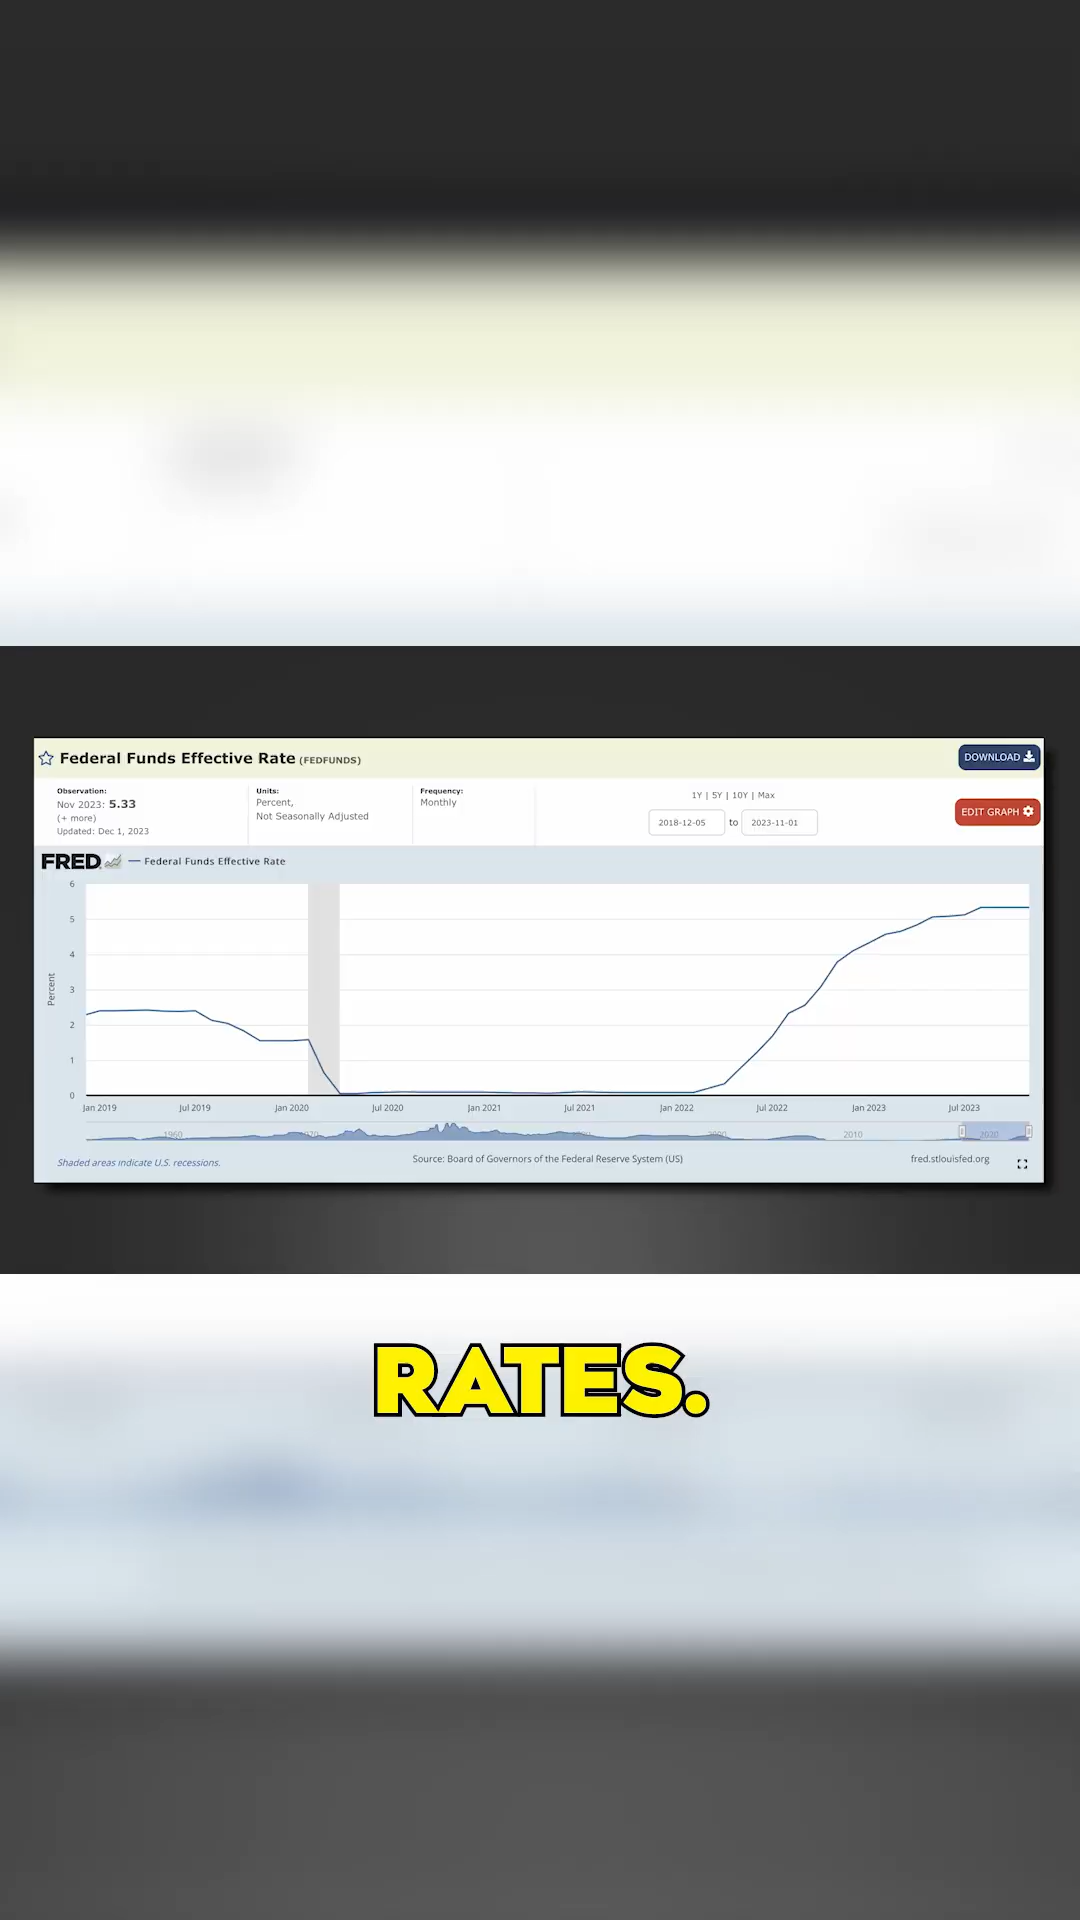 Federal Funds Effective Rate (FEDFUNDS)
DOWNLOAD
Observation:
Nov 2023: 5.33
(+ more)
Updated: Dec 1, 2023
Units:
Percent,
Not Seasonally Adjusted
Frequency:
Monthly
1Y | 5Y | 10Y | Max
2018-12-05 to 2023-11-01
EDIT GRAPH
FRED
Federal Funds Effective Rate
6
5
4
3
2
1
0
Percent
Jan 2019 Jul 2019 Jan 2020 Jul 2020 Jan 2021 Jul 2021 Jan 2022 Jul 2022 Jan 2023 Jul 2023
1960 2000 2010 2020
Shaded areas indicate U.S. recessions.
Source: Board of Governors of the Federal Reserve System (US)
fred.stlouisfed.org
RATES.